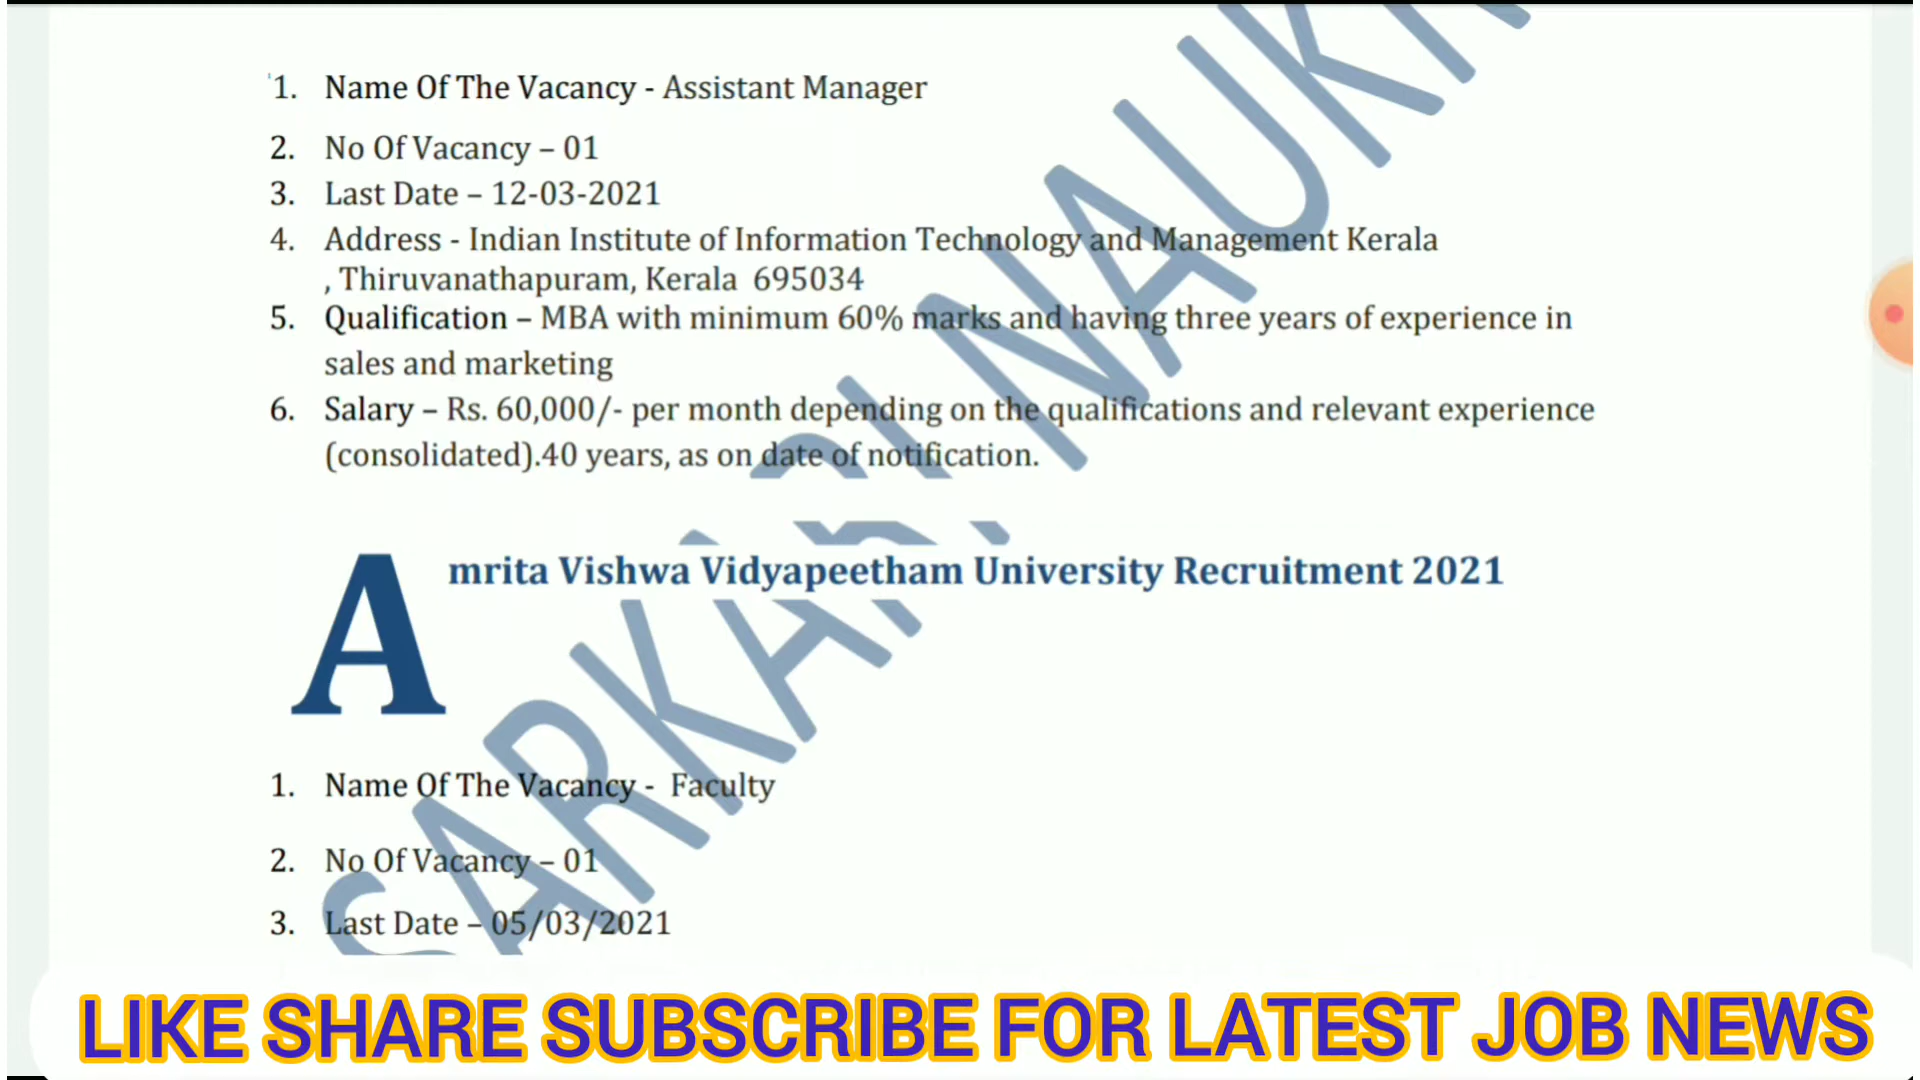 1. Name Of The Vacancy - Assistant Manager
2. No Of Vacancy – 01
3. Last Date – 12-03-2021
4. Address - Indian Institute of Information Technology and Management Kerala
, Thiruvanathapuram, Kerala 695034
5. Qualification – MBA with minimum 60% marks and having three years of experience in
sales and marketing
6. Salary – Rs. 60,000/- per month depending on the qualifications and relevant experience
(consolidated).40 years, as on date of notification.
Amrita Vishwa Vidyapeetham University Recruitment 2021
1. Name Of The Vacancy - Faculty
2. No Of Vacancy – 01
3. Last Date – 05/03/2021
SARKARI NAUK
LIKE SHARE SUBSCRIBE FOR LATEST JOB NEWS